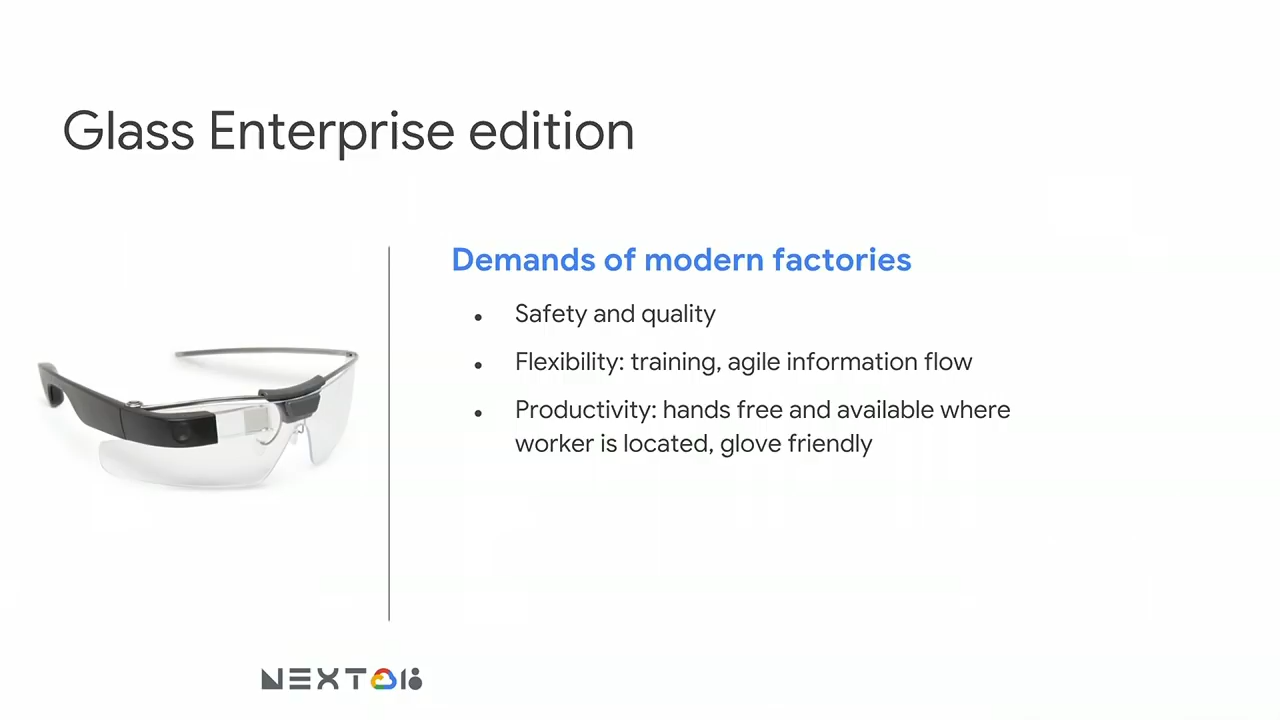 Glass Enterprise edition
Demands of modern factories
• Safety and quality
• Flexibility: training, agile information flow
• Productivity: hands free and available where
worker is located, glove friendly
NEXT 18